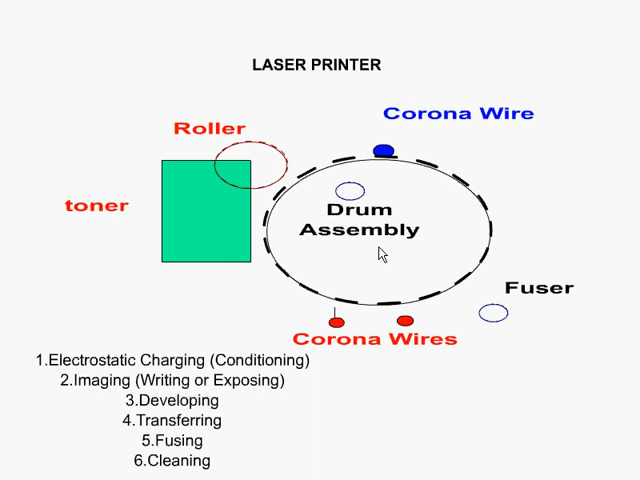 LASER PRINTER
Corona Wire
Roller
toner
Drum
Assembly
Fuser
Corona Wires
1.Electrostatic Charging (Conditioning)
2.Imaging (Writing or Exposing)
3.Developing
4.Transferring
5.Fusing
6.Cleaning